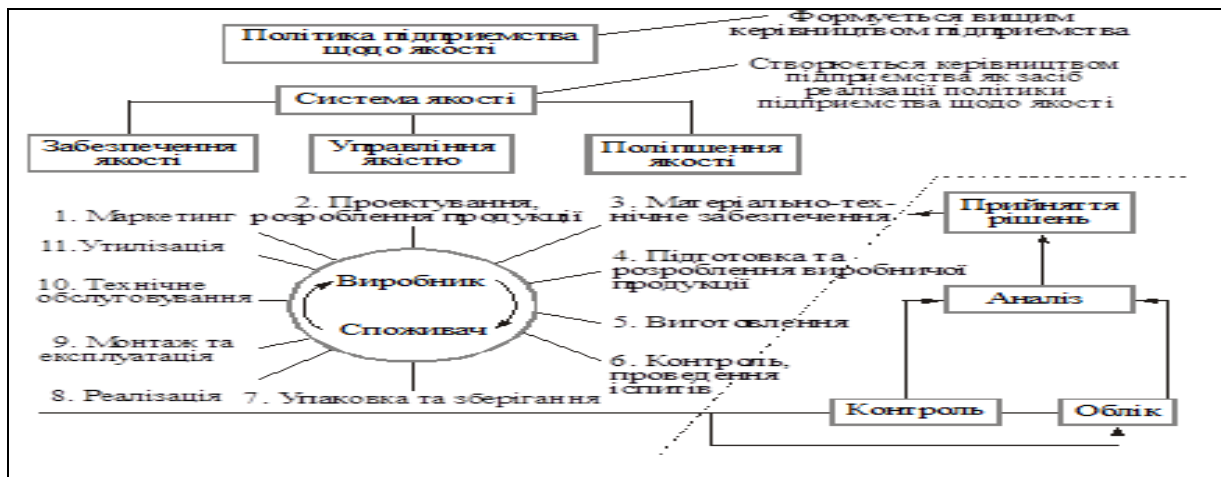 Політика підприємства
щодо якості
Формується вищим
керівництвом підприємства
Система якості
Створюється керівництвом
підприємства як засіб
реалізації політики
підприємства щодо якості
Забезпечення
якості
Управління
якістю
Поліпшення
якості
1. Маркетинг
2. Проектування,
розроблення продукції
3. Матеріально-тех-
нічне забезпечення
4. Підготовка та
розроблення виробничої
продукції
5. Виготовлення
6. Контроль,
проведення
іспитів
7. Упаковка та зберігання
8. Реалізація
9. Монтаж та
експлуатація
10. Технічне
обслуговування
11. Утилізація
Виробник
Споживач
Прийняття
рішень
Аналіз
Контроль
Облік